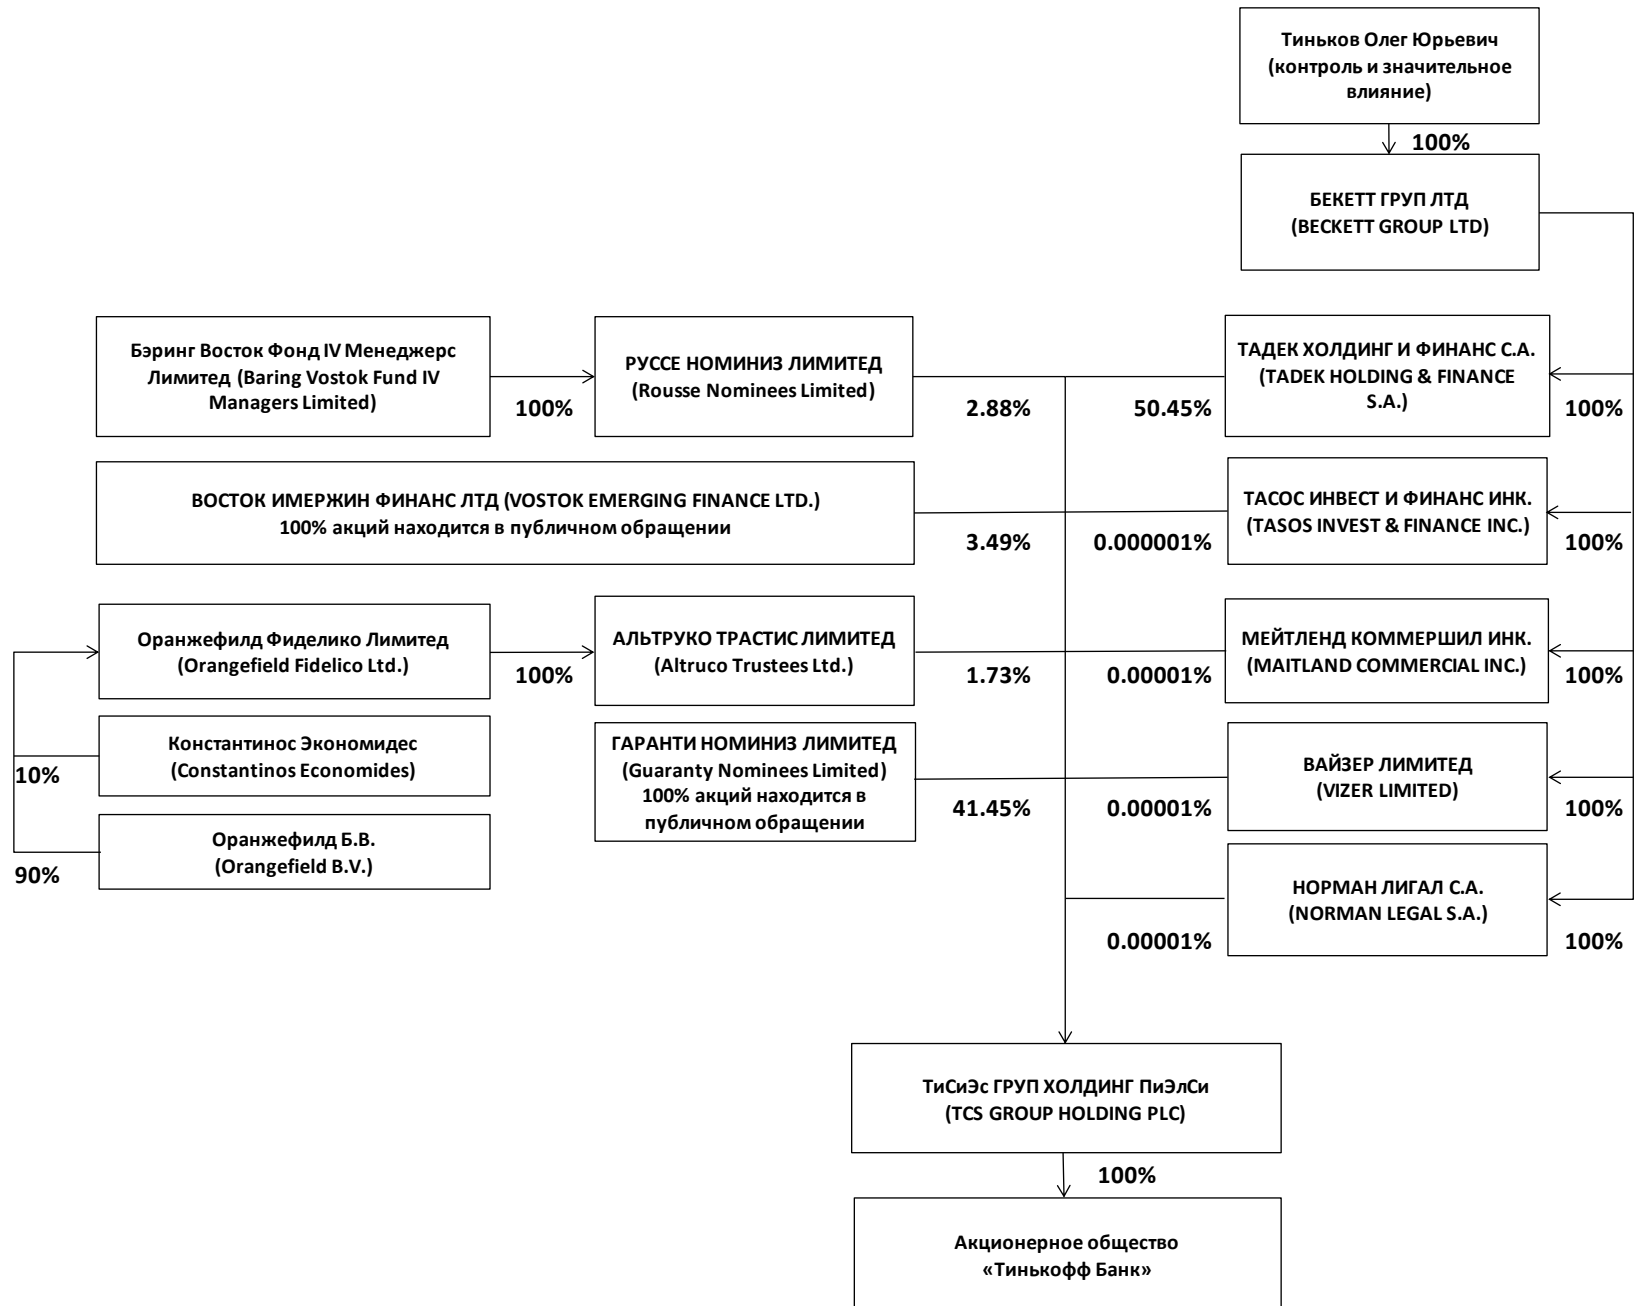 Тиньков Олег Юрьевич
(контроль и значительное
влияние)
100%
БЕКЕТТ ГРУП ЛТД
(BECKETT GROUP LTD)
Бэринг Восток Фонд IV Менеджерс
Лимитед (Baring Vostok Fund IV
Managers Limited)
100%
РУССЕ НОМИНИЗ ЛИМИТЕД
(Rousse Nominees Limited)
2.88%
50.45%
ТАДЕК ХОЛДИНГ И ФИНАНС С.А.
(TADEK HOLDING & FINANCE
S.A.)
100%
ВОСТОК ИМЕРЖИН ФИНАНС ЛТД (VOSTOK EMERGING FINANCE LTD.)
100% акций находится в публичном обращении
3.49%
0.000001%
ТАСОС ИНВЕСТ И ФИНАНС ИНК.
(TASOS INVEST & FINANCE INC.)
100%
Оранжефилд Фиделико Лимитед
(Orangefield Fidelico Ltd.)
100%
АЛЬТРУКО ТРАСТИС ЛИМИТЕД
(Altruco Trustees Ltd.)
1.73%
0.00001%
МЕЙТЛЕНД КОММЕРШИЛ ИНК.
(MAITLAND COMMERCIAL INC.)
100%
Константинос Экономидес
(Constantinos Economides)
10%
ГАРАНТИ НОМИНИЗ ЛИМИТЕД
(Guaranty Nominees Limited)
100% акций находится в
публичном обращении
41.45%
0.00001%
ВАЙЗЕР ЛИМИТЕД
(VIZER LIMITED)
100%
Оранжефилд Б.В.
(Orangefield B.V.)
90%
0.00001%
НОРМАН ЛИГАЛ С.А.
(NORMAN LEGAL S.A.)
100%
ТиСиЭс ГРУП ХОЛДИНГ ПиЭлСи
(TCS GROUP HOLDING PLC)
100%
Акционерное общество
«Тинькофф Банк»